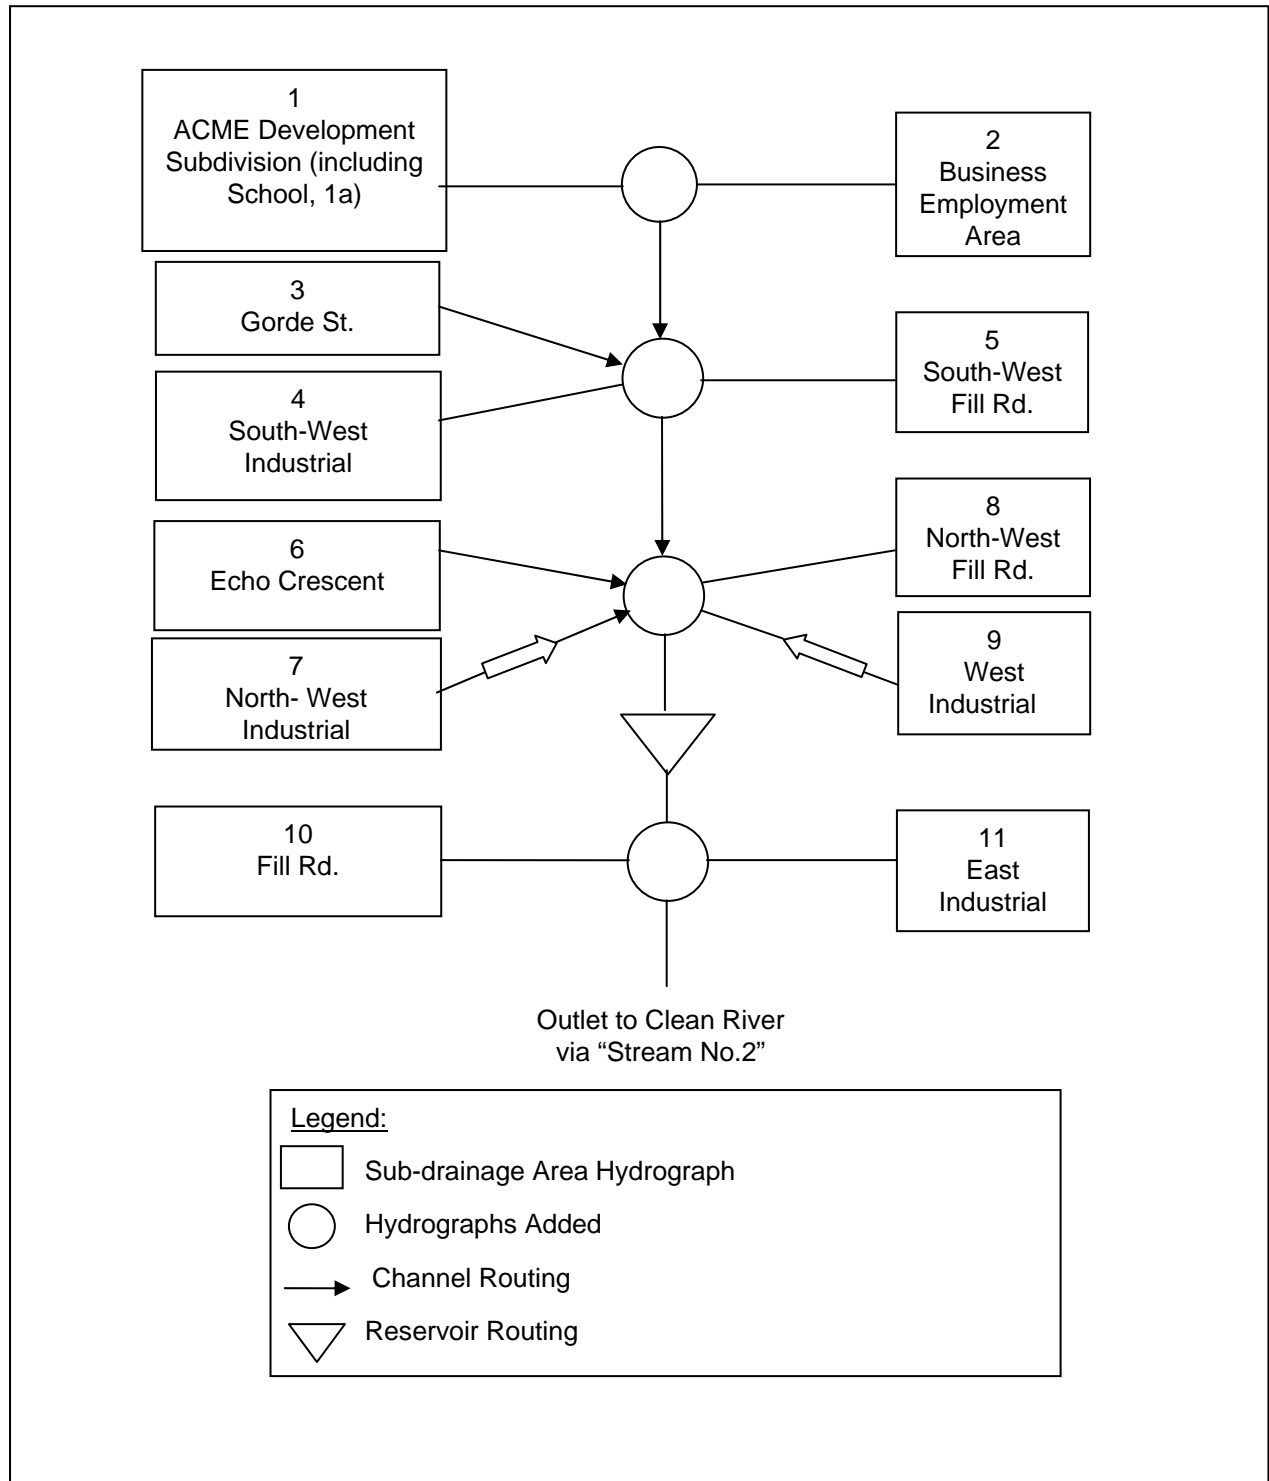 1
ACME Development
Subdivision (including
School, 1a)
2
Business
Employment
Area
3
Gorde St.
4
South-West
Industrial
5
South-West
Fill Rd.
6
Echo Crescent
7
North- West
Industrial
8
North-West
Fill Rd.
9
West
Industrial
10
Fill Rd.
11
East
Industrial
Outlet to Clean River
via “Stream No.2”
Legend:
Sub-drainage Area Hydrograph
Hydrographs Added
Channel Routing
Reservoir Routing